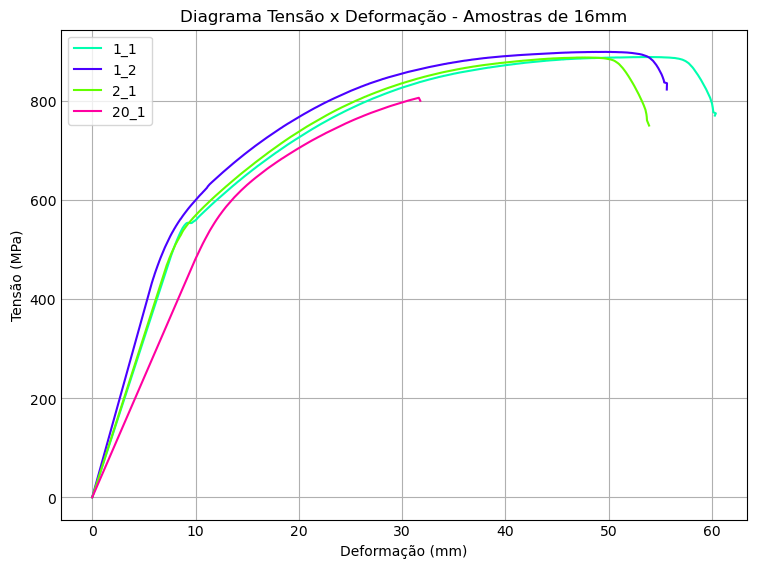 Diagrama Tensão x Deformação - Amostras de 16mm
1_1
1_2
2_1
20_1
Tensão (MPa)
800
600
400
200
0
0 10 20 30 40 50 60
Deformação (mm)